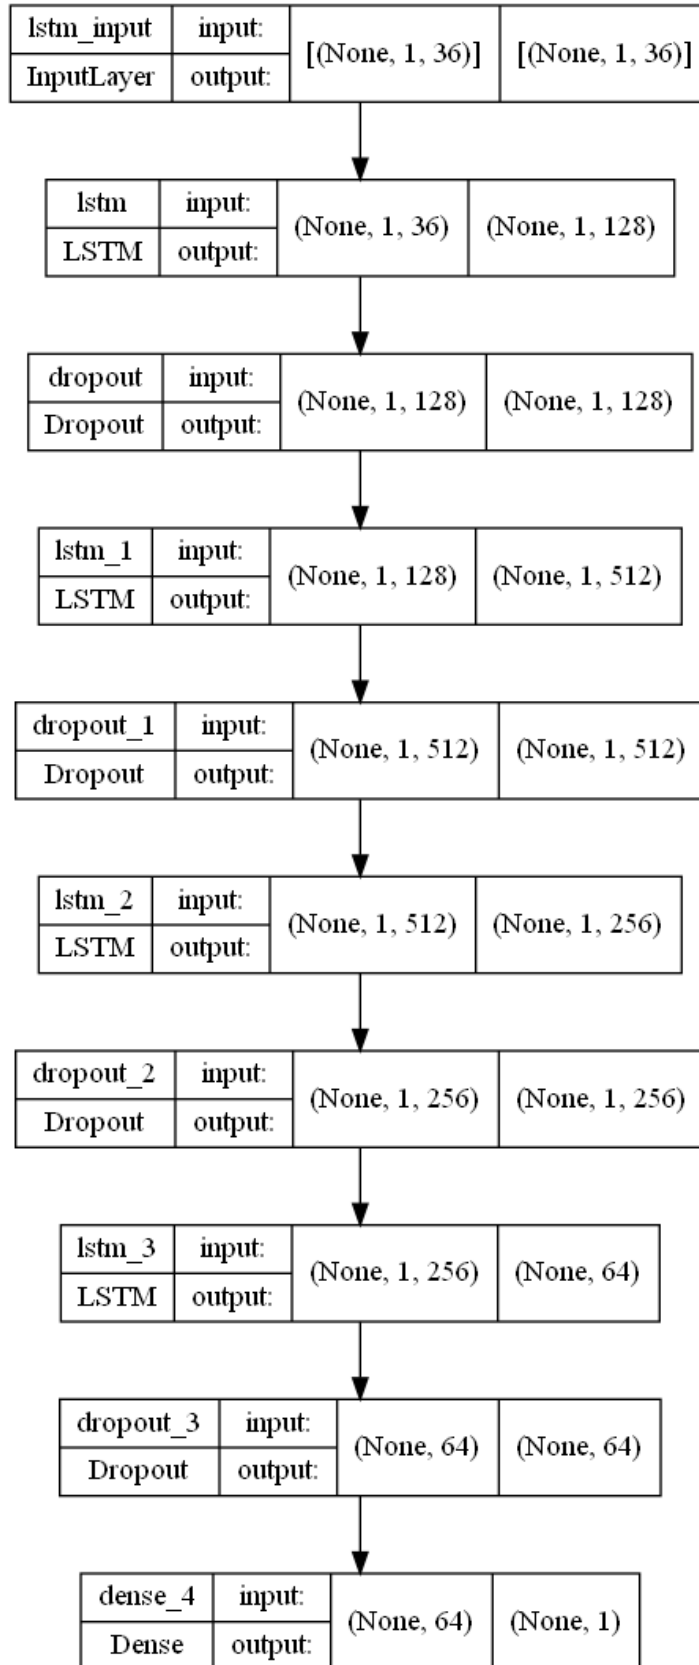 lstm_input input: [(None, 1, 36)] [(None, 1, 36)]
InputLayer output:
lstm input: (None, 1, 36) (None, 1, 128)
LSTM output:
dropout input: (None, 1, 128) (None, 1, 128)
Dropout output:
lstm_1 input: (None, 1, 128) (None, 1, 512)
LSTM output:
dropout_1 input: (None, 1, 512) (None, 1, 512)
Dropout output:
lstm_2 input: (None, 1, 512) (None, 1, 256)
LSTM output:
dropout_2 input: (None, 1, 256) (None, 1, 256)
Dropout output:
lstm_3 input: (None, 1, 256) (None, 64)
LSTM output:
dropout_3 input: (None, 64) (None, 64)
Dropout output:
dense_4 input: (None, 64) (None, 1)
Dense output: